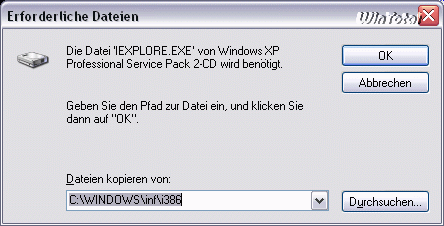 Erforderliche Dateien
WinFuture
Die Datei 'IEXPLORE.EXE' von Windows XP
Professional Service Pack 2-CD wird benötigt.
OK
Abbrechen
Geben Sie den Pfad zur Datei ein, und klicken Sie
dann auf "OK".
Dateien kopieren von:
C:\WINDOWS\inf\i386
Durchsuchen...